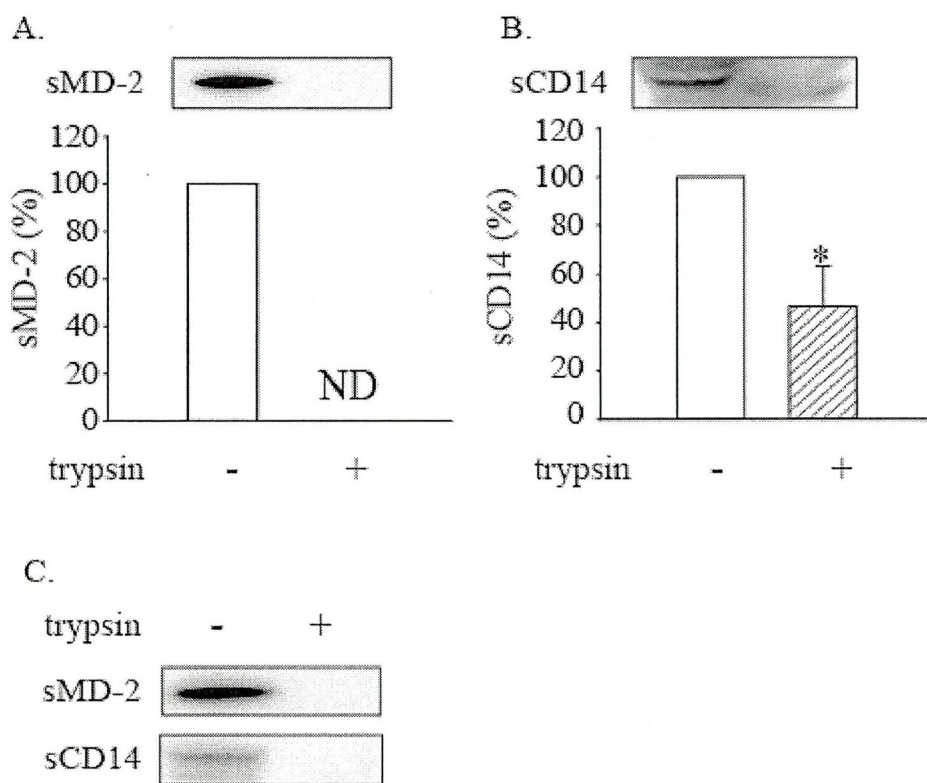 A.
sMD-2
sMD-2 (%)
120
100
80
60
40
20
0
ND
trypsin - +
B.
sCD14
sCD14 (%)
120
100
80
60
40
20
0
*
trypsin - +
C.
trypsin - +
sMD-2
sCD14